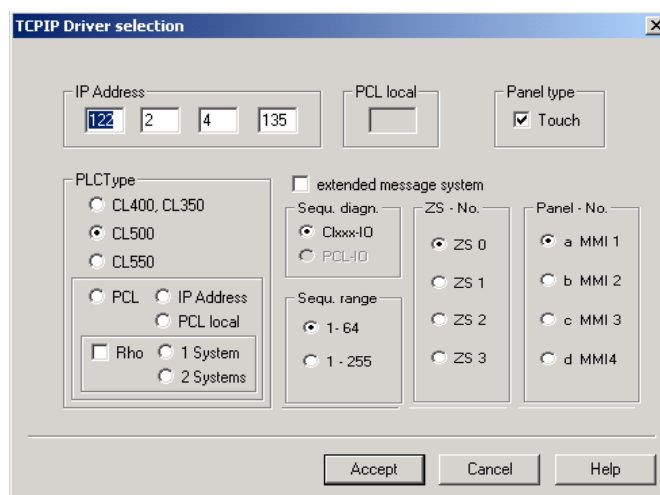 TCPIP Driver selection
IP Address
122 2 4 135
PCL local
Panel type
Touch
PLCType
CL400, CL350
CL500
CL550
PCL
IP Address
PCL local
Rho
1 System
2 Systems
extended message system
Sequ. diagn.
Clxxx-IO
PCL-IO
Sequ. range
1- 64
1 - 255
ZS - No.
ZS 0
ZS 1
ZS 2
ZS 3
Panel - No.
a MMI 1
b MMI 2
c MMI 3
d MMI4
Accept
Cancel
Help